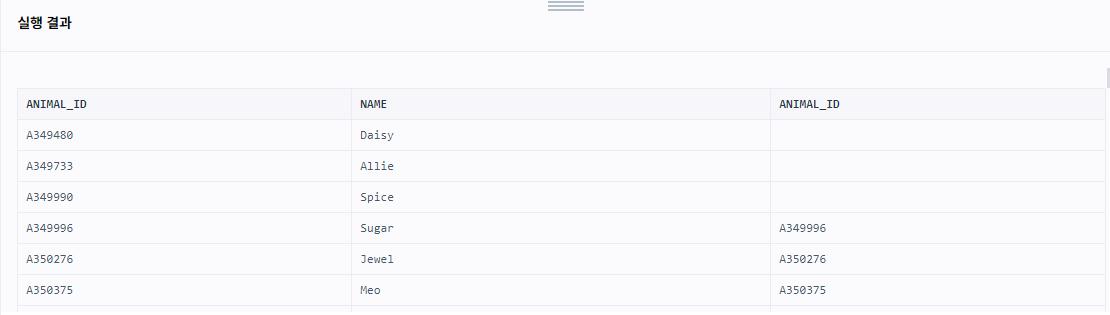 실행 결과
ANIMAL_ID NAME ANIMAL_ID
A349480 Daisy
A349733 Allie
A349990 Spice
A349996 Sugar A349996
A350276 Jewel A350276
A350375 Meo A350375